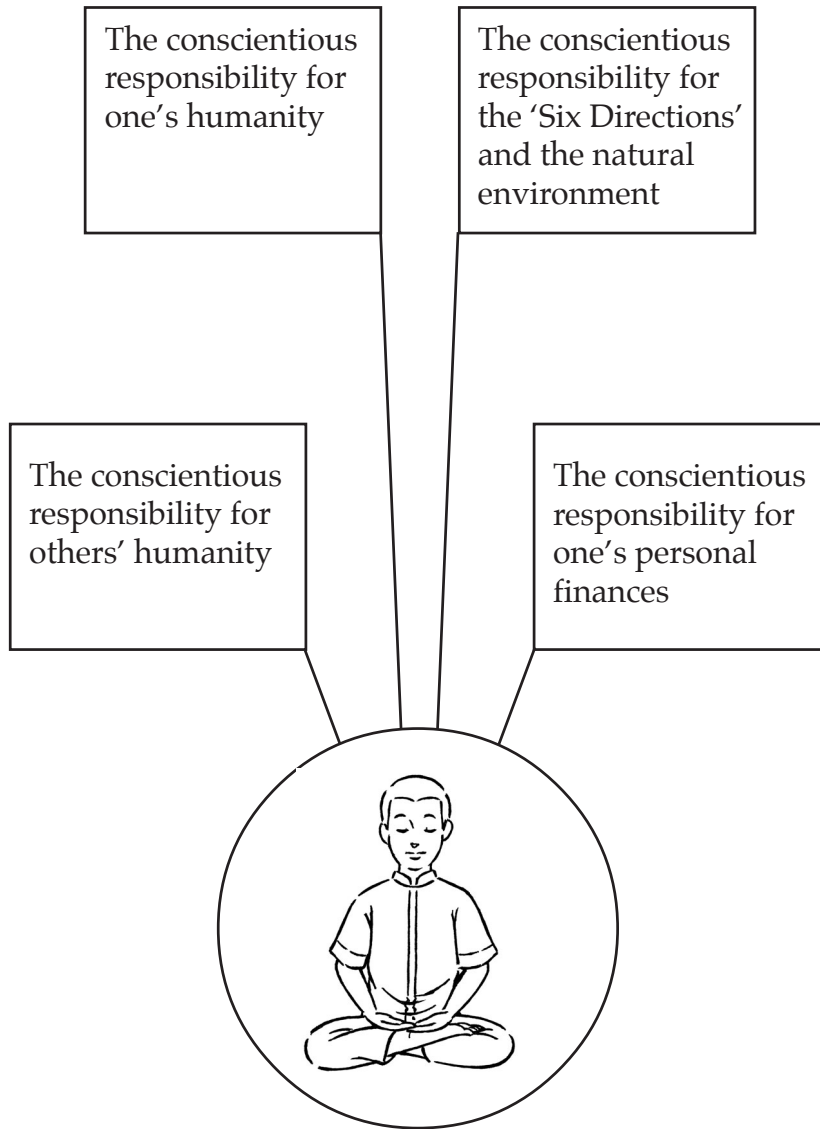 The conscientious
responsibility for
one’s humanity
The conscientious
responsibility for
the ‘Six Directions’
and the natural
environment
The conscientious
responsibility for
others’ humanity
The conscientious
responsibility for
one’s personal
finances